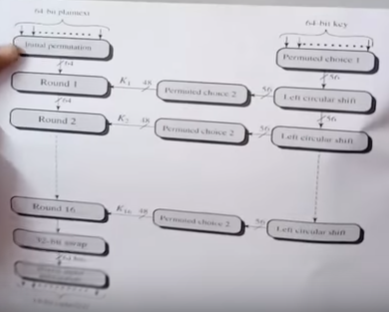 64-bit plaintext
64-bit key
Initial permutation
Permuted choice 1
64
56
Round 1
K1
48
Permuted choice 2
56
Left circular shift
64
56
Round 2
K2
48
Permuted choice 2
56
Left circular shift
Round 16
K16
48
Permuted choice 2
56
Left circular shift
32-bit swap
64 bits